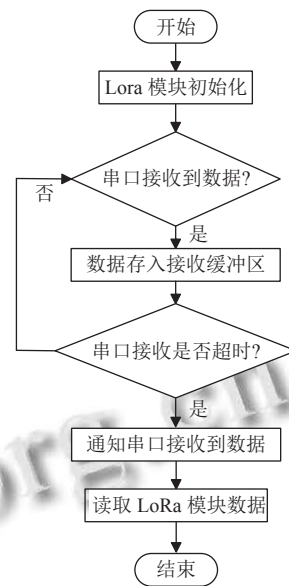 开始
Lora 模块初始化
串口接收到数据?
否
是
数据存入接收缓冲区
串口接收是否超时?
是
通知串口接收到数据
读取 LoRa 模块数据
结束
org.cn